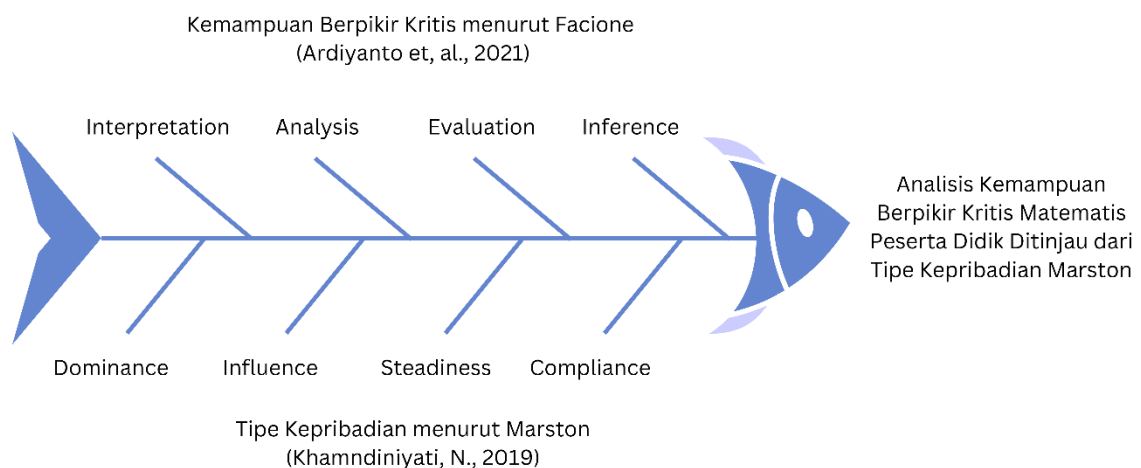 Kemampuan Berpikir Kritis menurut Facione
(Ardiyanto et, al., 2021)
Interpretation
Analysis
Evaluation
Inference
Analisis Kemampuan
Berpikir Kritis Matematis
Peserta Didik Ditinjau dari
Tipe Kepribadian Marston
Dominance
Influence
Steadiness
Compliance
Tipe Kepribadian menurut Marston
(Khamndiniyati, N., 2019)